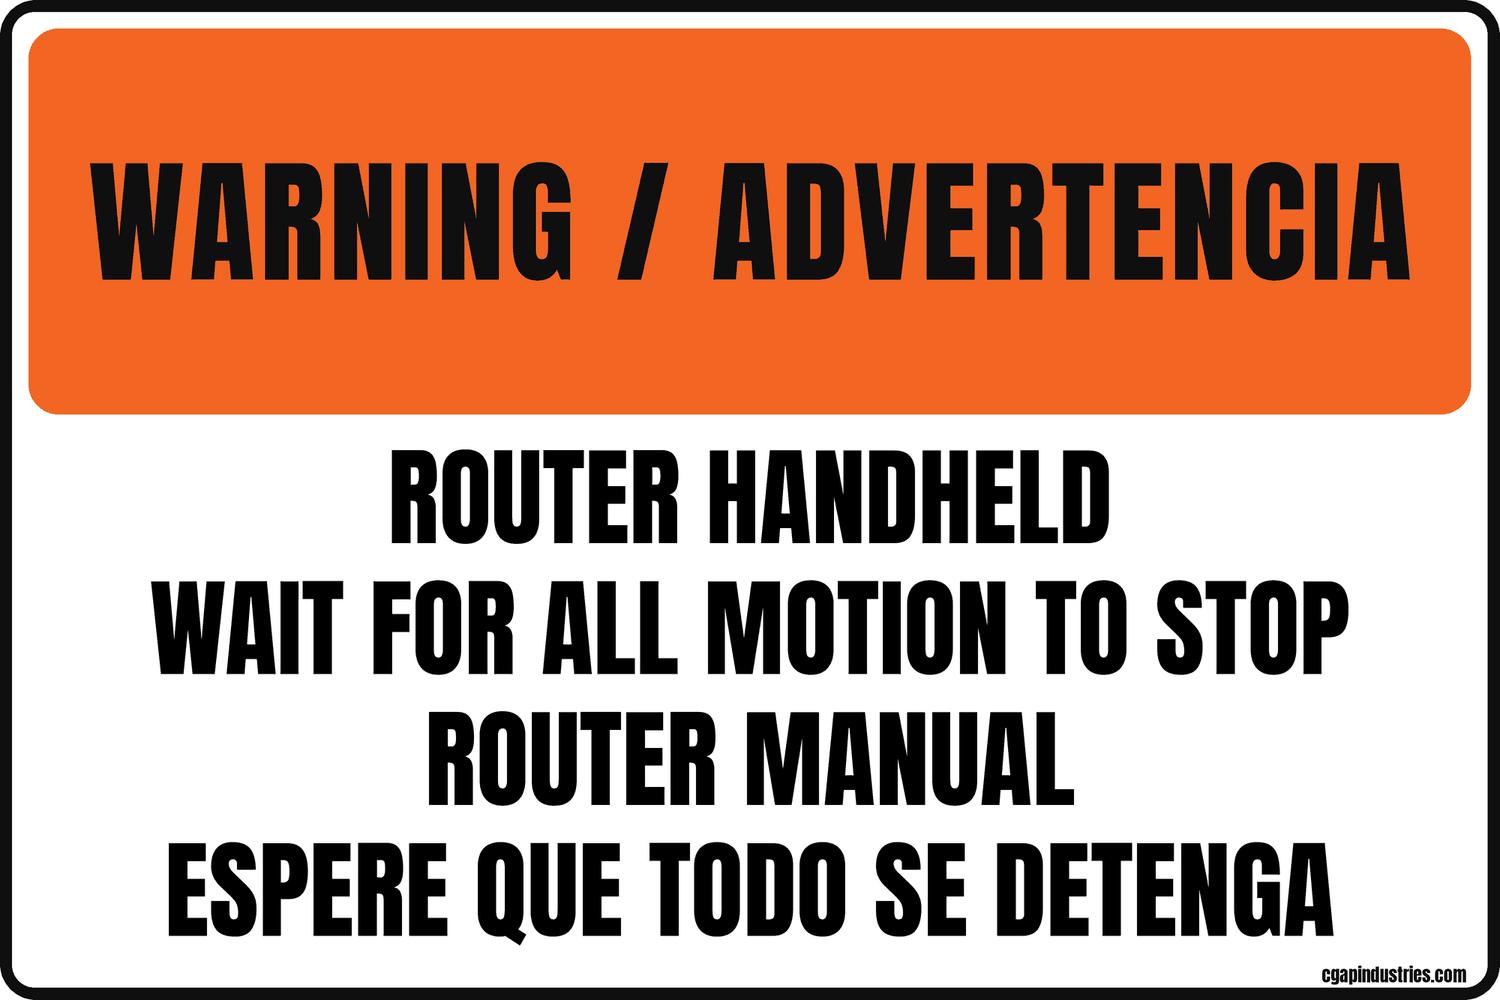 WARNING / ADVERTENCIA
ROUTER HANDHELD
WAIT FOR ALL MOTION TO STOP
ROUTER MANUAL
ESPERE QUE TODO SE DETENGA
cgapindustries.com